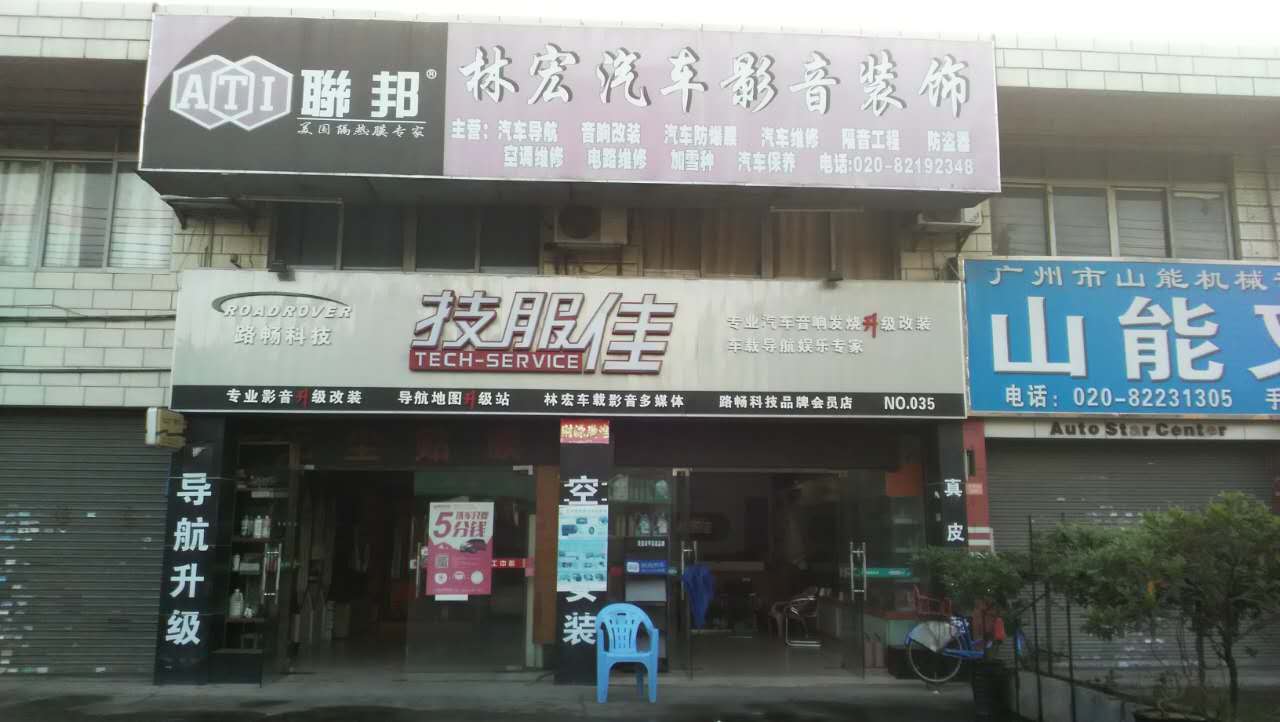 ATI 聯邦®
美国隔热膜专家
林宏汽车影音装饰
主营：汽车导航 音响改装 汽车防爆膜 汽车维修 隔音工程 防盗器
空调维修 电路维修 加雪种 汽车保养 电话:020-82192348
ROADROVER
路畅科技
技服佳
TECH-SERVICE
专业汽车音响发烧升级改装
车载导航娱乐专家
专业影音升级改装 导航地图升级站 林宏车载影音多媒体 路畅科技品牌会员店 NO.035
广州市山能机械
山能
电话：020-82231305
Auto Star Center
导航升级
空
装
真皮
洗车只要
5分钱